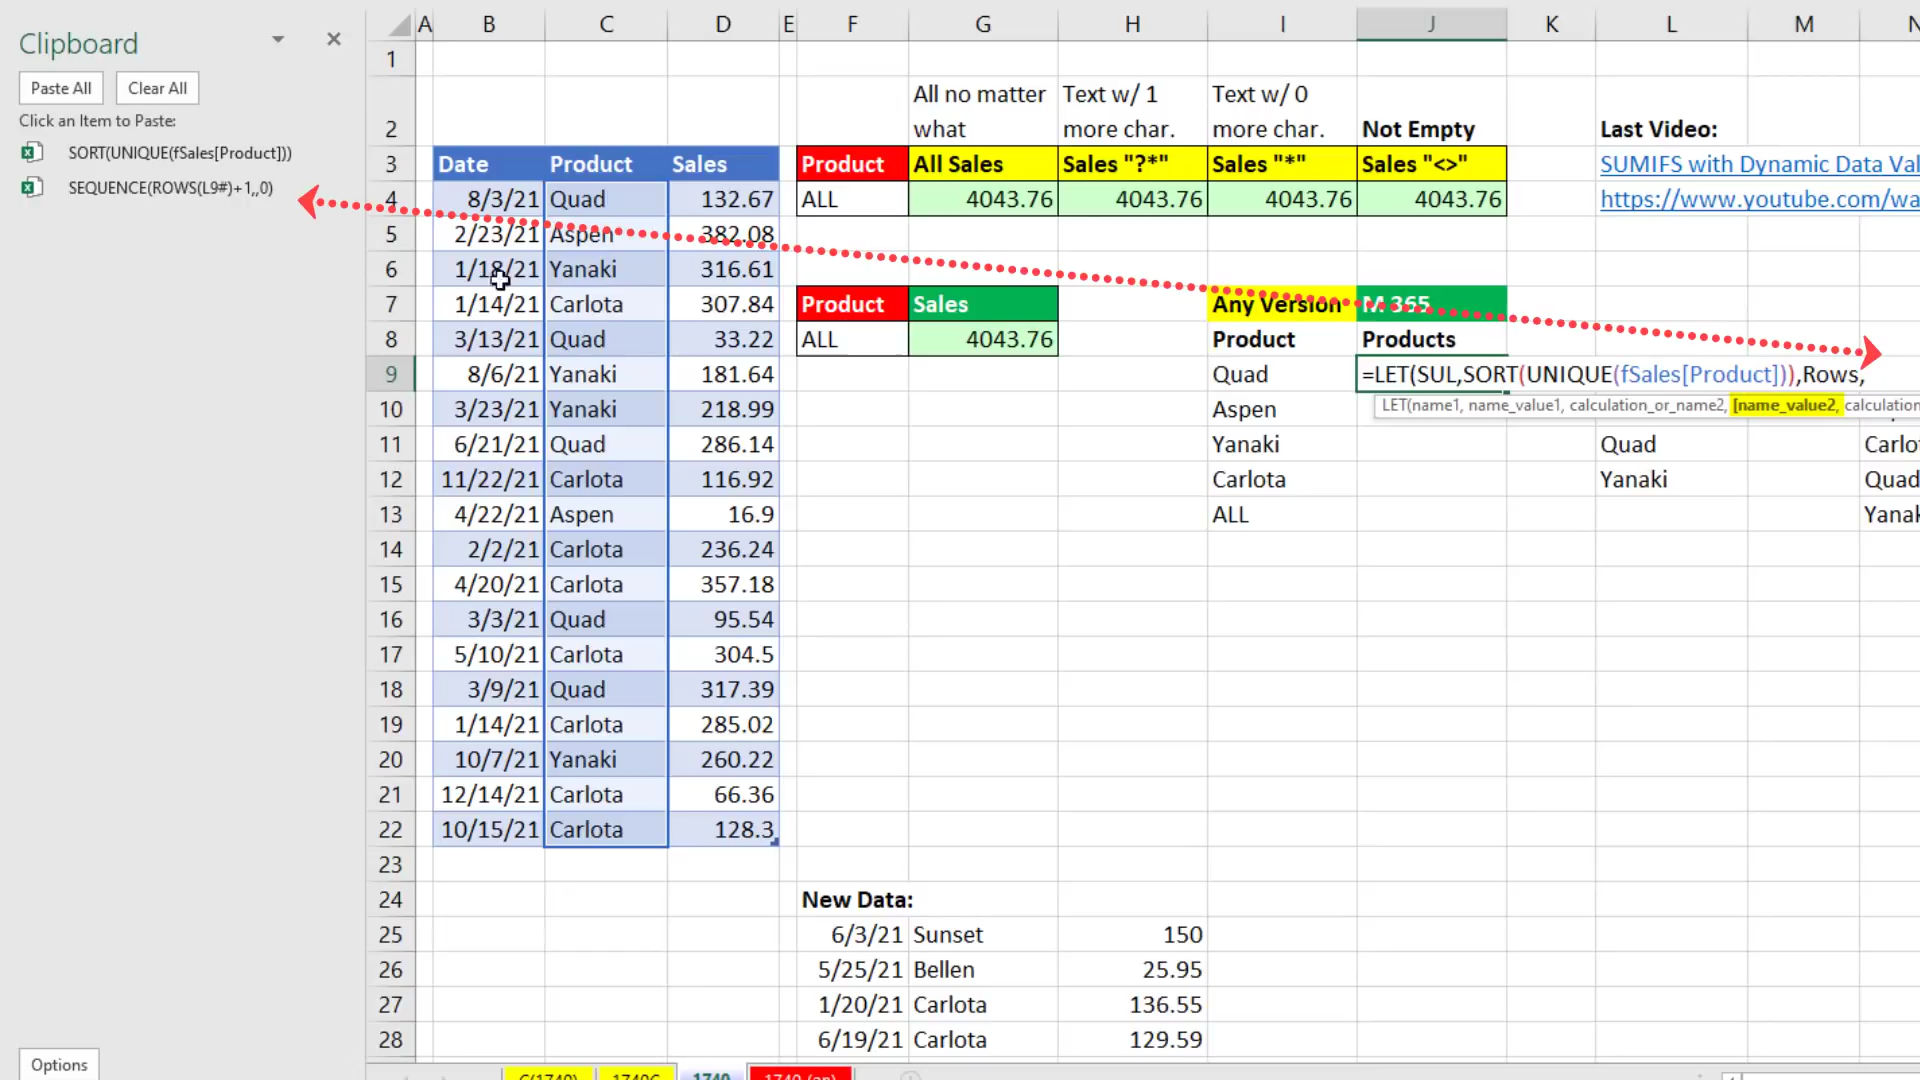 Clipboard
Paste All Clear All
Click an Item to Paste:
SORT(UNIQUE(fSales[Product]))
SEQUENCE(ROWS(L9#)+1,,0)
Options
A B C D E F G H I J K L M
1
All no matter what Text w/ 1 more char. Text w/ 0 more char.
2 Not Empty Last Video:
3 Date Product Sales Product All Sales Sales "?*" Sales "*" Sales "<>" SUMIFS with Dynamic Data Val
4 8/3/21 Quad 132.67 ALL 4043.76 4043.76 4043.76 4043.76 https://www.youtube.com/wa
5 2/23/21 Aspen 382.08
6 1/18/21 Yanaki 316.61
7 1/14/21 Carlota 307.84 Product Sales Any Version M 365
8 3/13/21 Quad 33.22 ALL 4043.76 Product Products
9 8/6/21 Yanaki 181.64 Quad =LET(SUL,SORT(UNIQUE(fSales[Product])),Rows,
LET(name1, name_value1, calculation_or_name2, [name_value2, calculation
10 3/23/21 Yanaki 218.99 Aspen
11 6/21/21 Quad 286.14 Yanaki Quad Carlo
12 11/22/21 Carlota 116.92 Carlota Yanaki Quad
13 4/22/21 Aspen 16.9 ALL Yanak
14 2/2/21 Carlota 236.24
15 4/20/21 Carlota 357.18
16 3/3/21 Quad 95.54
17 5/10/21 Carlota 304.5
18 3/9/21 Quad 317.39
19 1/14/21 Carlota 285.02
20 10/7/21 Yanaki 260.22
21 12/14/21 Carlota 66.36
22 10/15/21 Carlota 128.3
23
24 New Data:
25 6/3/21 Sunset 150
26 5/25/21 Bellen 25.95
27 1/20/21 Carlota 136.55
28 6/19/21 Carlota 129.59
1740 1740 (an)